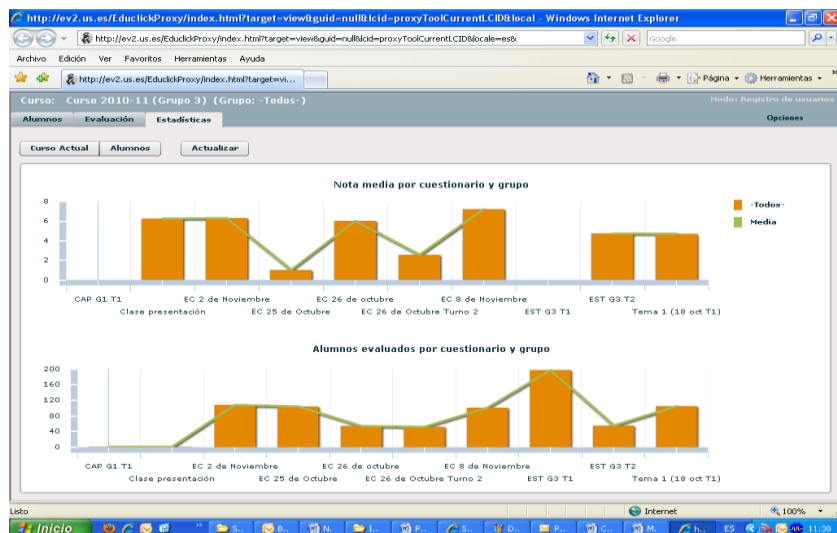 http://ev2.us.es/EduclickProxy/index.html?target=view&guid=null&lcid=proxyToolCurrentLCID&local - Windows Internet Explorer
http://ev2.us.es/EduclickProxy/index.html?target=view&guid=null&lcid=proxyToolCurrentLCID&locale=es&
Google
Archivo Edición Ver Favoritos Herramientas Ayuda
http://ev2.us.es/EduclickProxy/index.html?target=vi...
Página Herramientas
Curso: Curso 2010-11 (Grupo 3) (Grupo: -Todos-)
Modo: Registro de usuarios
Alumnos Evaluación Estadísticas
Opciones
Curso Actual Alumnos Actualizar
Nota media por cuestionario y grupo
8
6
4
2
0
-Todos-
Media
CAP G1 T1 EC 2 de Noviembre EC 26 de octubre EC 8 de Noviembre EST G3 T2
Clase presentación EC 25 de Octubre EC 26 de Octubre Turno 2 EST G3 T1 Tema 1 (18 oct T1)
Alumnos evaluados por cuestionario y grupo
200
160
120
80
40
0
CAP G1 T1 EC 2 de Noviembre EC 26 de octubre EC 8 de Noviembre EST G3 T2
Clase presentación EC 25 de Octubre EC 26 de Octubre Turno 2 EST G3 T1 Tema 1 (18 oct T1)
Listo
Internet
100%
Inicio
S...
B...
N.
I...
P...
S...
D...
P...
C...
M.
h...
ES
11:38